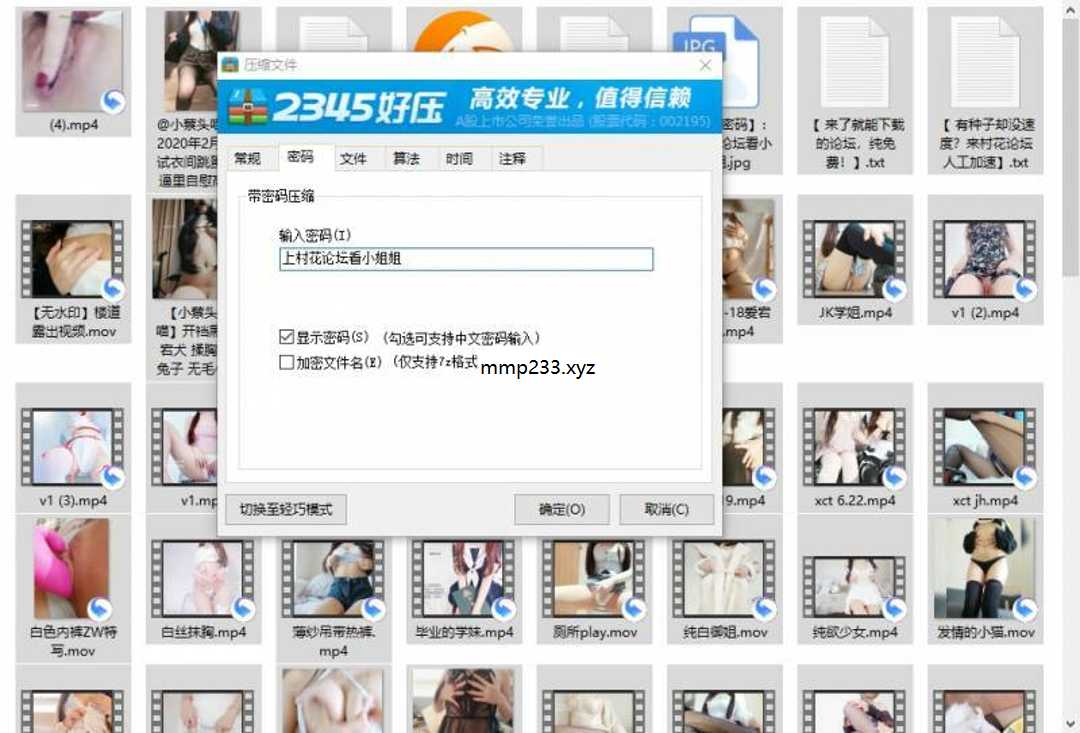 (4).mp4
@小蔡头喵
2020年2月
试衣间跳蛋
逼里自慰高
密码】：
论坛看小
.jpg
【 来了就能下载
的论坛，纯免
费！】.txt
【 有种子却没速
度？来村花论坛
人工加速】.txt
压缩文件
2345好压
高效专业，值得信赖
A股上市公司荣誉出品 (股票代码：002195)
常规
密码
文件
算法
时间
注释
带密码压缩
输入密码(I)
上村花论坛看小姐姐
显示密码(S) (勾选可支持中文密码输入)
加密文件名(E) (仅支持7z格式
mmp233.xyz
切换至轻巧模式
确定(O)
取消(C)
【无水印】楼道
露出视频.mov
【小蔡头
喵】开裆黑
宕犬 揉胸
兔子 无毛
-18爱宕
.mp4
JK学姐.mp4
v1 (2).mp4
v1 (3).mp4
v1.mp
9.mp4
xct 6.22.mp4
xct jh.mp4
白色内裤ZW特
写.mov
白丝抹胸.mp4
薄纱吊带热裤.
mp4
毕业的学妹.mp4
厕所play.mov
纯白御姐.mov
纯欲少女.mp4
发情的小猫.mov